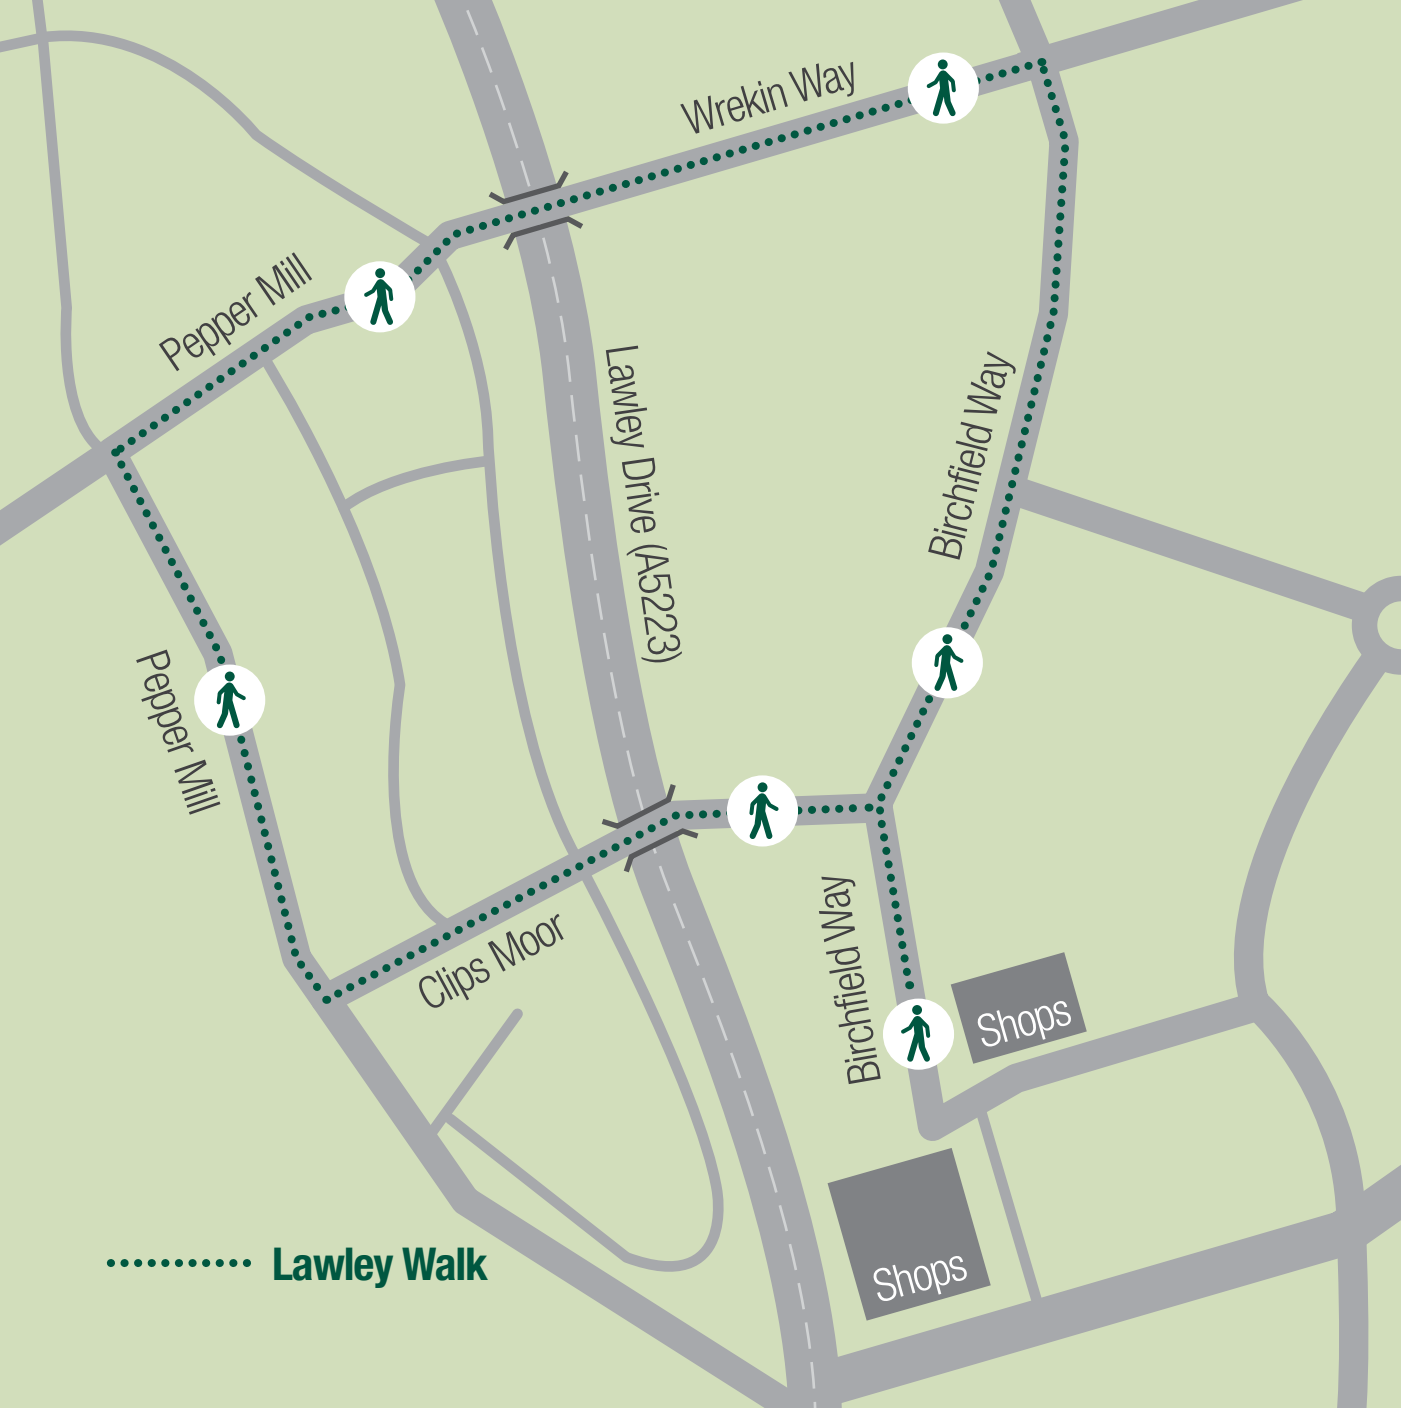 Wrekin Way
Pepper Mill
Lawley Drive (A5223)
Birchfield Way
Pepper Mill
Birchfield Way
Clips Moor
Shops
Shops
Lawley Walk